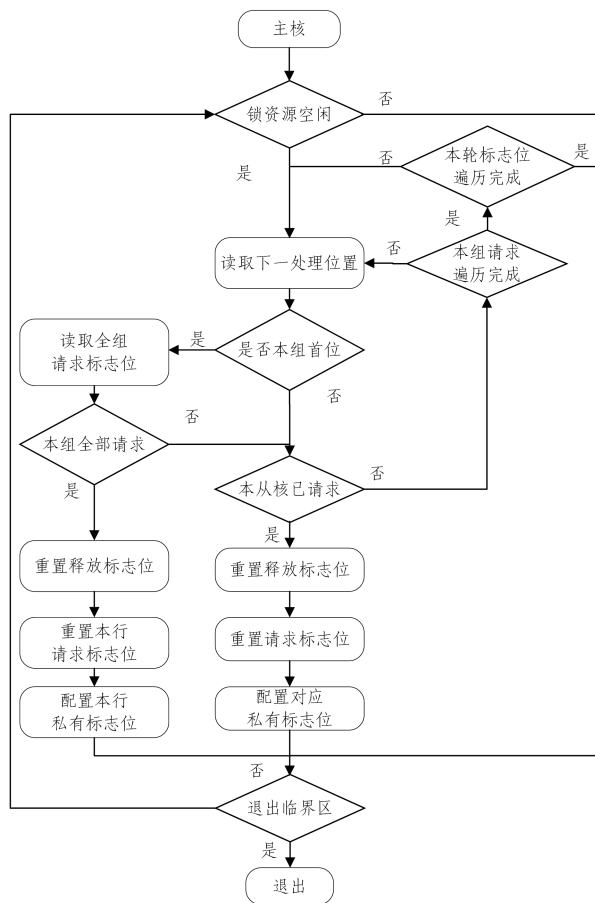 主核
锁资源空闲
否
是
否
本轮标志位
遍历完成
是
是
读取下一处理位置
否
本组请求
遍历完成
读取全组
请求标志位
是
是否本组首位
否
否
本组全部请求
是
本从核已请求
否
是
重置释放标志位
重置释放标志位
重置本行
请求标志位
重置请求标志位
配置本行
私有标志位
配置对应
私有标志位
否
退出临界区
是
退出